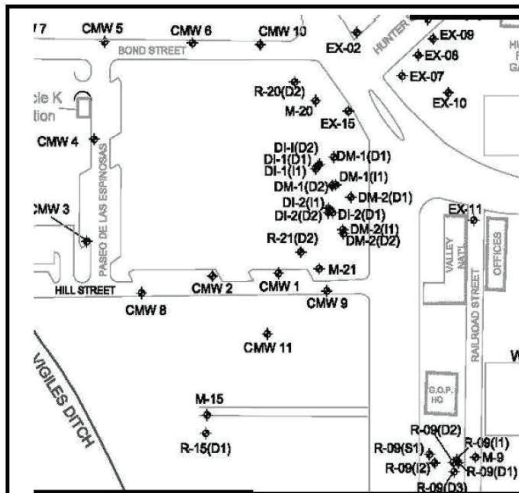 7
CMW 5
CMW 6
CMW 10
BOND STREET
EX-02
HUNTER
EX-09
EX-08
EX-07
EX-10
R-20(D2)
M-20
EX-15
cle K
tion
CMW 4
PASEO DE LAS ESPINOSAS
DI-I(D2)
DI-1(D1)
DI-1(I1)
DM-1(D1)
DM-1(D2)
DM-1(I1)
DM-2(D1)
DI-2(I1)
DI-2(D2)
DI-2(D1)
DM-2(I1)
DM-2(D2)
CMW 3
R-21(D2)
M-21
EX-11
VALLEY
NAT'L
OFFICES
RAILROAD STREET
HILL STREET
CMW 8
CMW 2
CMW 1
CMW 9
CMW 11
VIGILES DITCH
M-15
R-15(D1)
G.O.P.
HQ
W
R-09(D2)
R-09(S1)
R-09(I1)
M-9
R-09(I2)
R-09(D1)
R-09(D3)